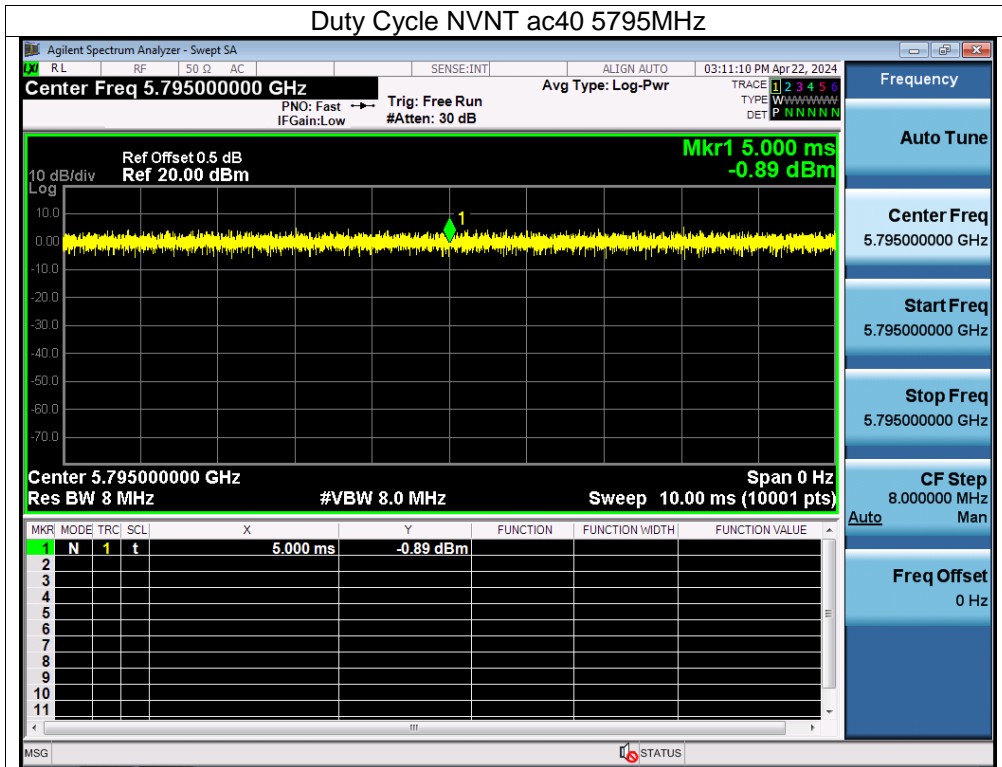 Duty Cycle NVNT ac40 5795MHz
Agilent Spectrum Analyzer - Swept SA
LXI RL RF 50 Ω AC SENSE:INT ALIGN AUTO 03:11:10 PM Apr 22, 2024
Center Freq 5.795000000 GHz
PNO: Fast
IFGain:Low
Trig: Free Run
#Atten: 30 dB
Avg Type: Log-Pwr
TRACE 1 2 3 4 5 6
TYPE WWWWWW
DET P N N N N N
Frequency
Mkr1 5.000 ms
-0.89 dBm
Ref Offset 0.5 dB
10 dB/div Ref 20.00 dBm
Log
10.0
0.00
-10.0
-20.0
-30.0
-40.0
-50.0
-60.0
-70.0
1
Center 5.795000000 GHz Span 0 Hz
Res BW 8 MHz #VBW 8.0 MHz Sweep 10.00 ms (10001 pts)
MKR MODE TRC SCL X Y FUNCTION FUNCTION WIDTH FUNCTION VALUE
1 N 1 t 5.000 ms -0.89 dBm
2
3
4
5
6
7
8
9
10
11
MSG STATUS
Auto Tune
Center Freq
5.795000000 GHz
Start Freq
5.795000000 GHz
Stop Freq
5.795000000 GHz
CF Step
8.000000 MHz
Auto Man
Freq Offset
0 Hz